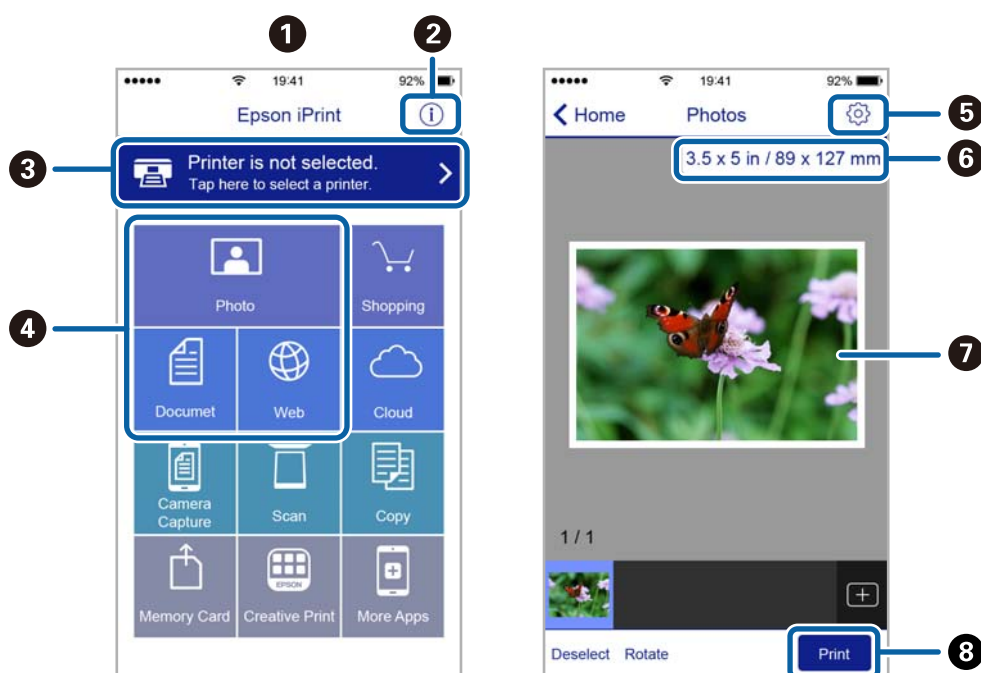 1
2
19:41
92%
Epson iPrint
3
Printer is not selected.
Tap here to select a printer.
4
Photo
Shopping
Documet
Web
Cloud
Camera
Capture
Scan
Copy
EPSON
Memory Card
Creative Print
More Apps
19:41
92%
Home
Photos
5
3.5 x 5 in / 89 x 127 mm
6
7
1 / 1
Deselect
Rotate
Print
8